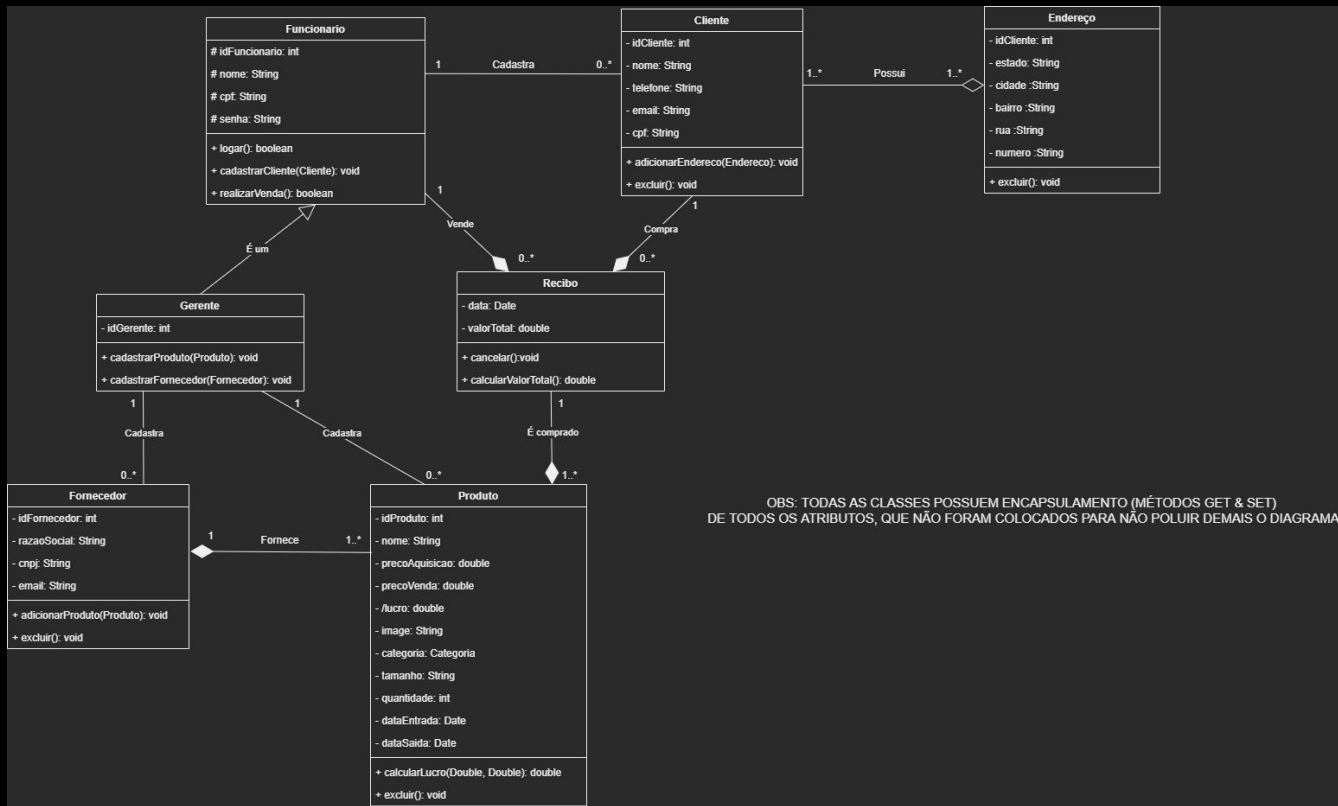 Funcionario
# idFuncionario: int
# nome: String
# cpf: String
# senha: String
+ logar(): boolean
+ cadastrarCliente(Cliente): void
+ realizarVenda(): boolean
1
Cadastra
0..*
Cliente
- idCliente: int
- nome: String
- telefone: String
- email: String
- cpf: String
+ adicionarEndereco(Endereco): void
+ excluir(): void
1..*
Possui
1..*
Endereço
- idCliente: int
- estado: String
- cidade :String
- bairro :String
- rua :String
- numero :String
+ excluir(): void
1
Vende
0..*
1
Compra
0..*
É um
Gerente
- idGerente: int
+ cadastrarProduto(Produto): void
+ cadastrarFornecedor(Fornecedor): void
Recibo
- data: Date
- valorTotal: double
+ cancelar():void
+ calcularValorTotal(): double
1
Cadastra
0..*
1
Cadastra
0..*
1
É comprado
1..*
Fornecedor
- idFornecedor: int
- razaoSocial: String
- cnpj: String
- email: String
+ adicionarProduto(Produto): void
+ excluir(): void
1
Fornece
1..*
Produto
- idProduto: int
- nome: String
- precoAquisicao: double
- precoVenda: double
- /lucro: double
- image: String
- categoria: Categoria
- tamanho: String
- quantidade: int
- dataEntrada: Date
- dataSaida: Date
+ calcularLucro(Double, Double): double
+ excluir(): void
OBS: TODAS AS CLASSES POSSUEM ENCAPSULAMENTO (MÉTODOS GET & SET)
DE TODOS OS ATRIBUTOS, QUE NÃO FORAM COLOCADOS PARA NÃO POLUIR DEMAIS O DIAGRAMA